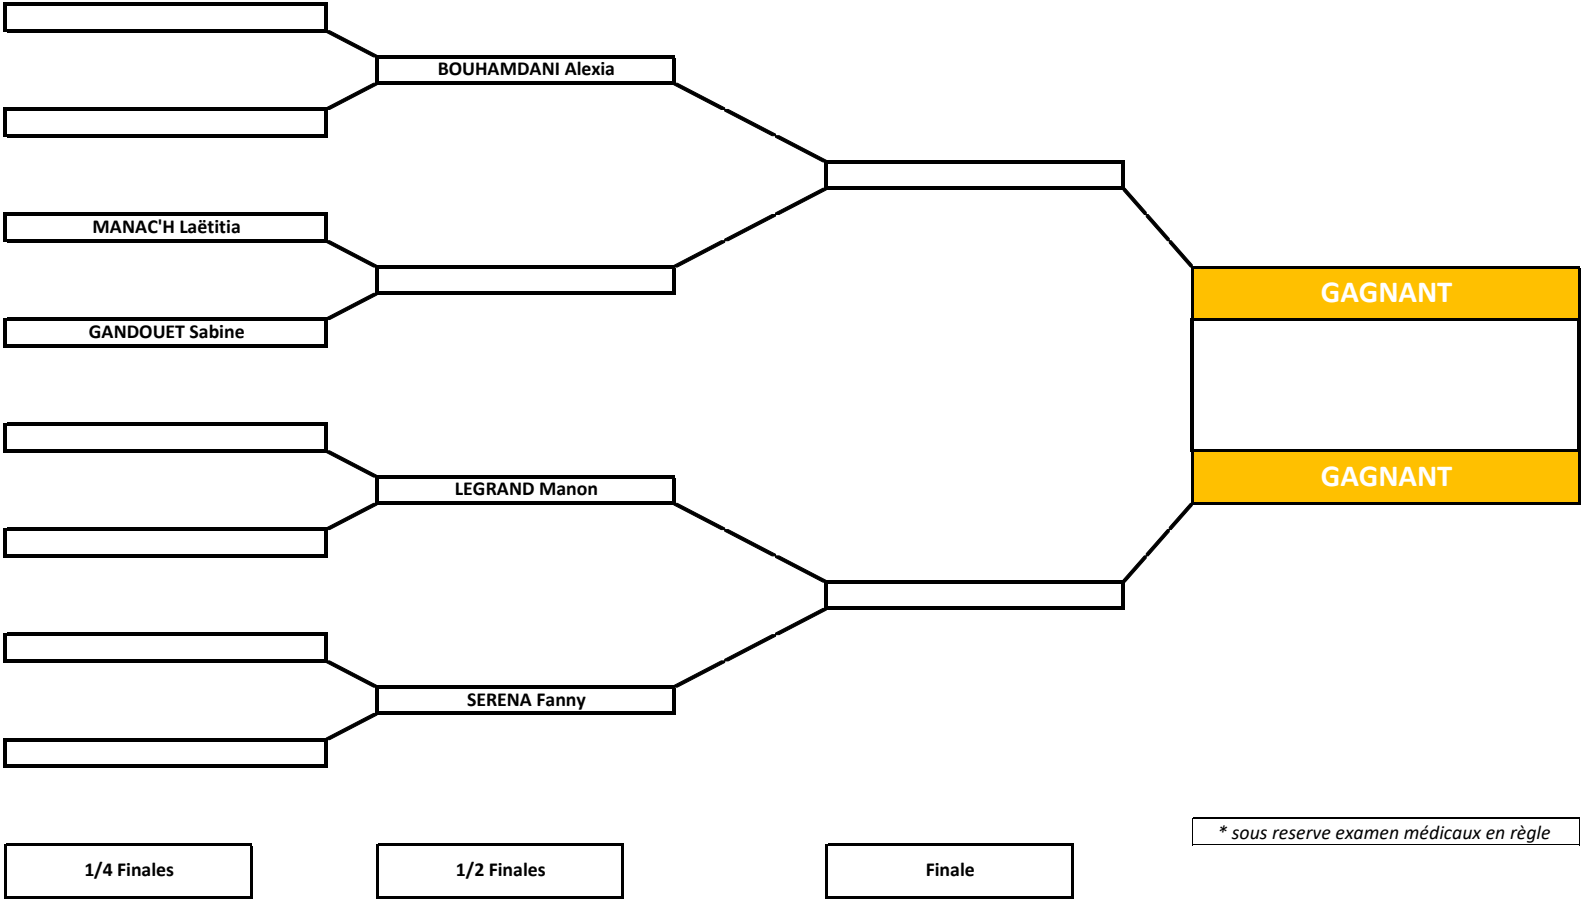 BOUHAMDANI Alexia
MANAC'H Laëtitia
GANDOUET Sabine
GAGNANT
LEGRAND Manon
GAGNANT
SERENA Fanny
* sous reserve examen médicaux en règle
1/4 Finales
1/2 Finales
Finale